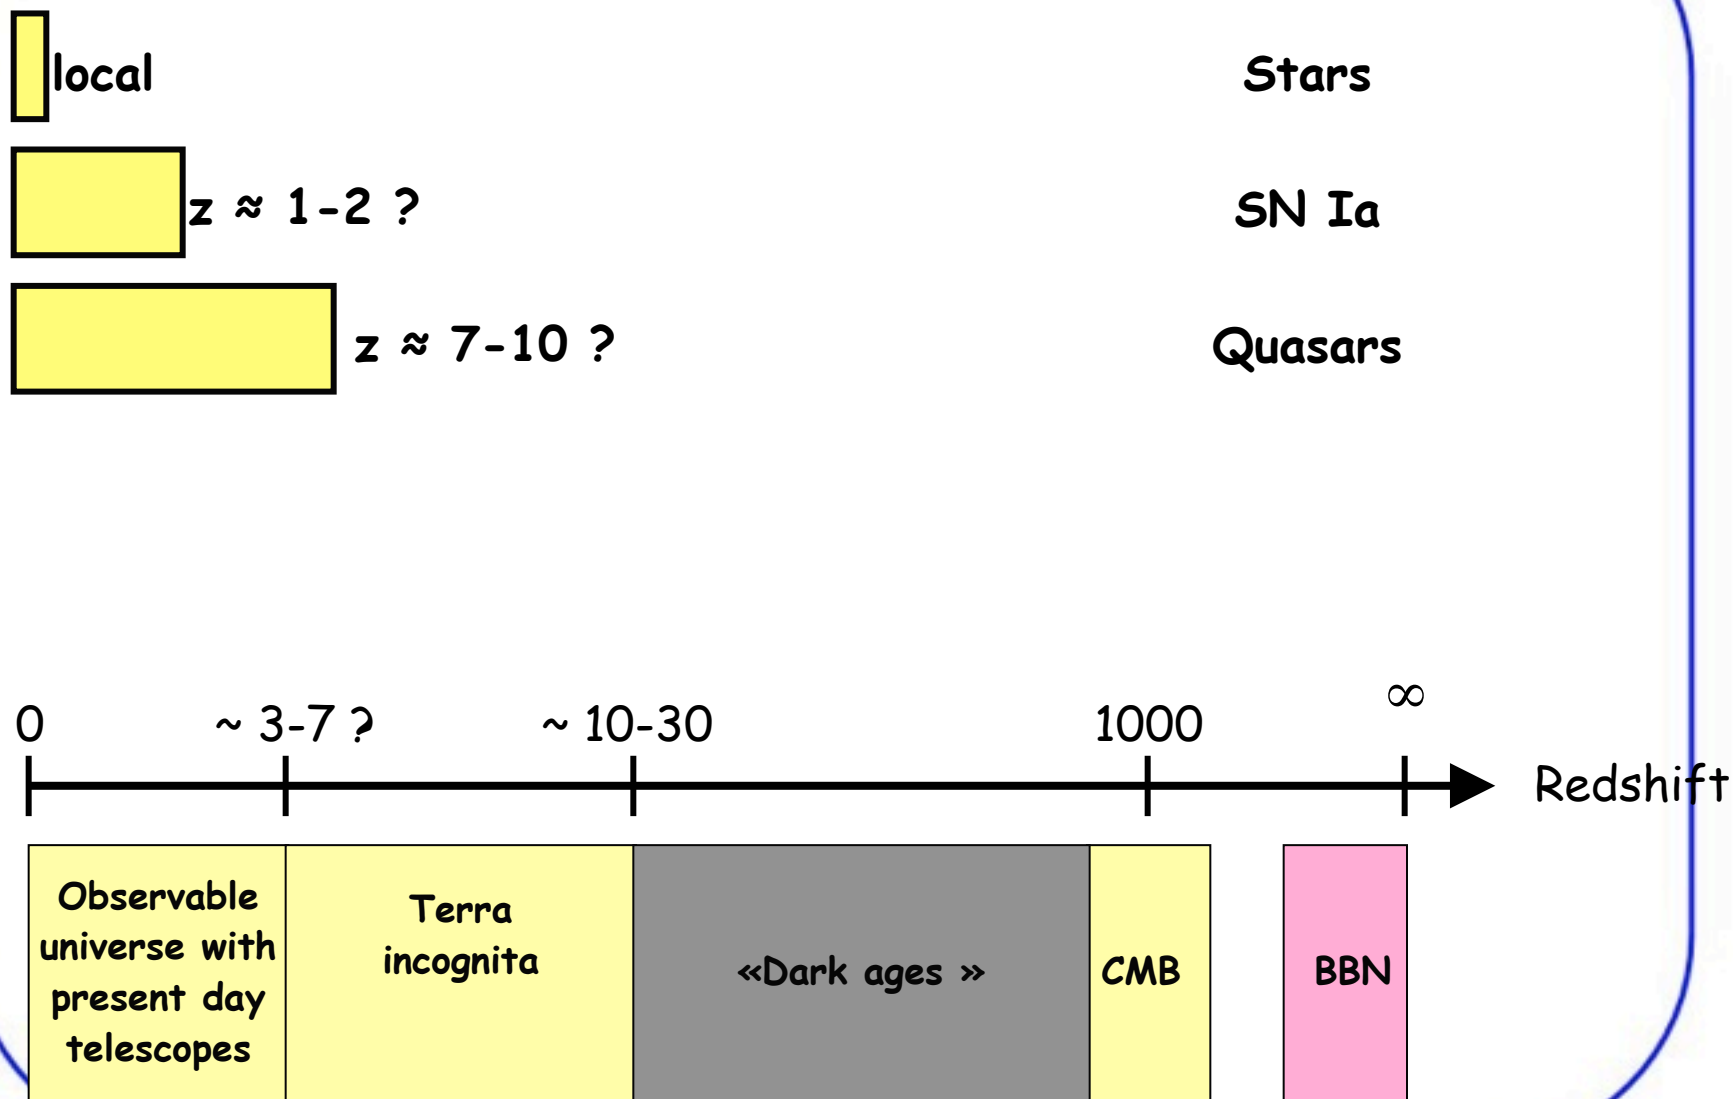 local Stars
z ≈ 1-2 ? SN Ia
z ≈ 7-10 ? Quasars
0 ~ 3-7 ? ~ 10-30 1000 ∞
Redshift
Observable
universe with
present day
telescopes
Terra
incognita
«Dark ages »
CMB
BBN